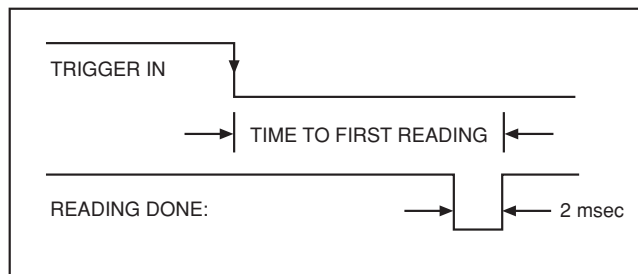 TRIGGER IN
TIME TO FIRST READING
READING DONE:
2 msec